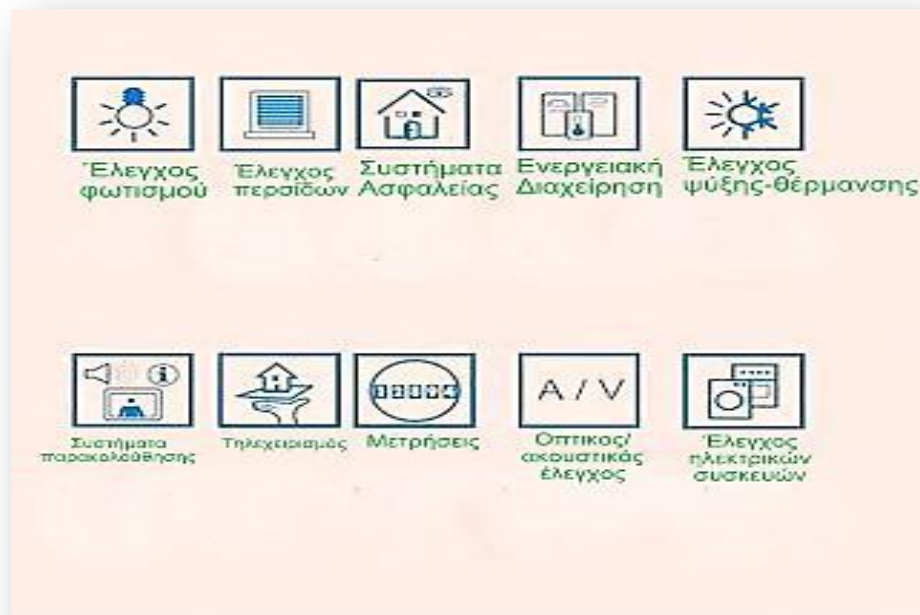 Έλεγχος
φωτισμού
Έλεγχος
περσίδων
Συστήματα
Ασφαλείας
Ενεργειακή
Διαχείρηση
Έλεγχος
ψύξης-θέρμανσης
Συστήματα
παρακολούθησης
Τηλεχειρισμός
Μετρήσεις
A / V
Οπτικος/
ακουστικός
έλεγχος
Έλεγχος
ηλεκτρικών
συσκευών